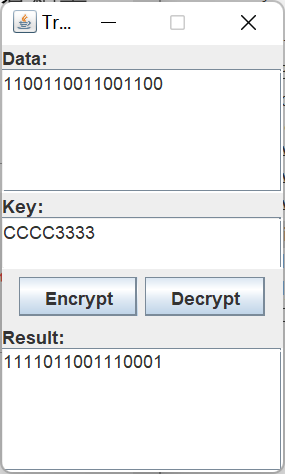 Tr...
Data:
1100110011001100
Key:
CCCC3333
Encrypt Decrypt
Result:
1111011001110001